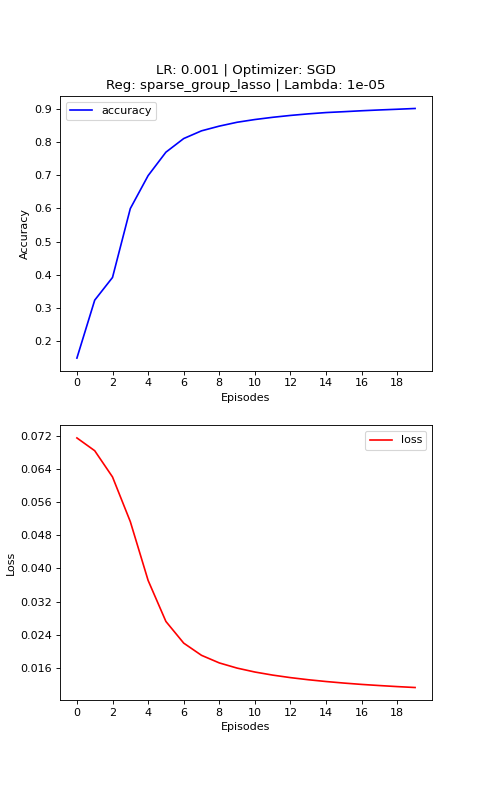 LR: 0.001 | Optimizer: SGD
Reg: sparse_group_lasso | Lambda: 1e-05
accuracy
0.9
0.8
0.7
0.6
0.5
0.4
0.3
0.2
Accuracy
0 2 4 6 8 10 12 14 16 18
Episodes
loss
0.072
0.064
0.056
0.048
0.040
0.032
0.024
0.016
Loss
0 2 4 6 8 10 12 14 16 18
Episodes